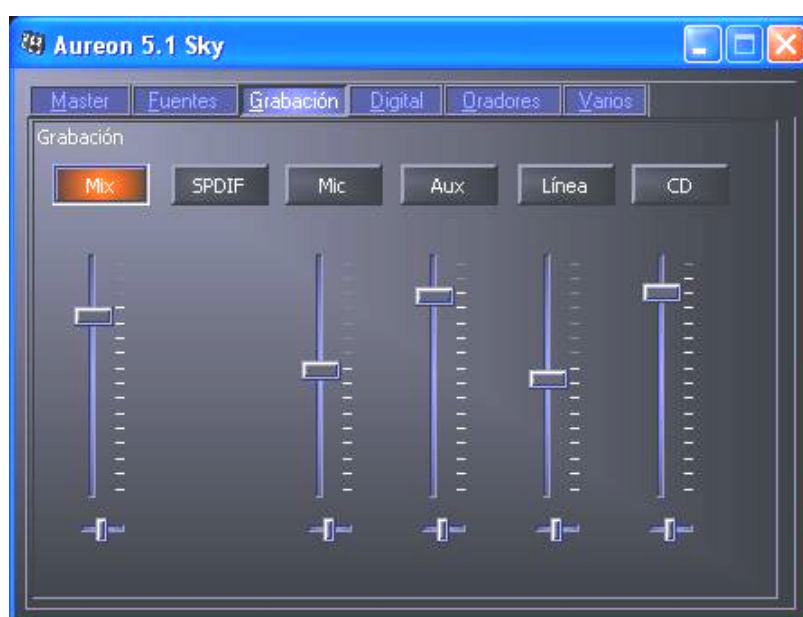 Aureon 5.1 Sky
Master Fuentes Grabación Digital Oradores Varios
Grabación
Mix SPDIF Mic Aux Línea CD